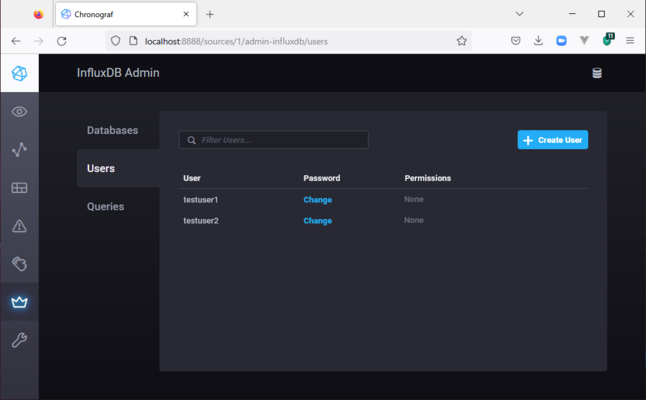 Chronograf
localhost:8888/sources/1/admin-influxdb/users
11
InfluxDB Admin
Databases
Users
Queries
Filter Users...
Create User
User Password Permissions
testuser1 Change None
testuser2 Change None